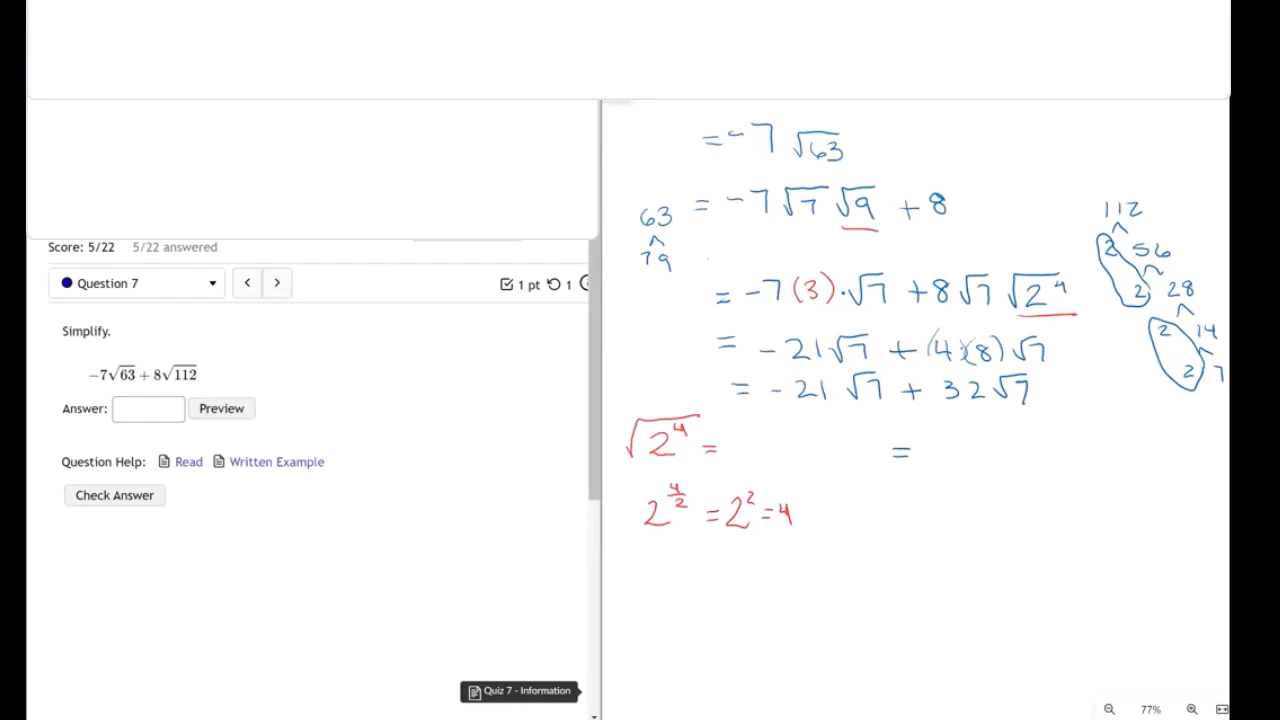 Score: 5/22 5/22 answered
Question 7
1 pt 1
Simplify.
−7√63 + 8√112
Answer:
Preview
Question Help: Read Written Example
Check Answer
Quiz 7 - Information
= -7 √63
= -7 √7 √9 + 8
63
7 9
112
2 56
2 28
2 14
2 7
= -7 (3) · √7 + 8 √7 √2⁴
= -21√7 + (4)(8) √7
= -21 √7 + 32√7
√2⁴ =
=
2^(4/2) = 2² = 4
77%